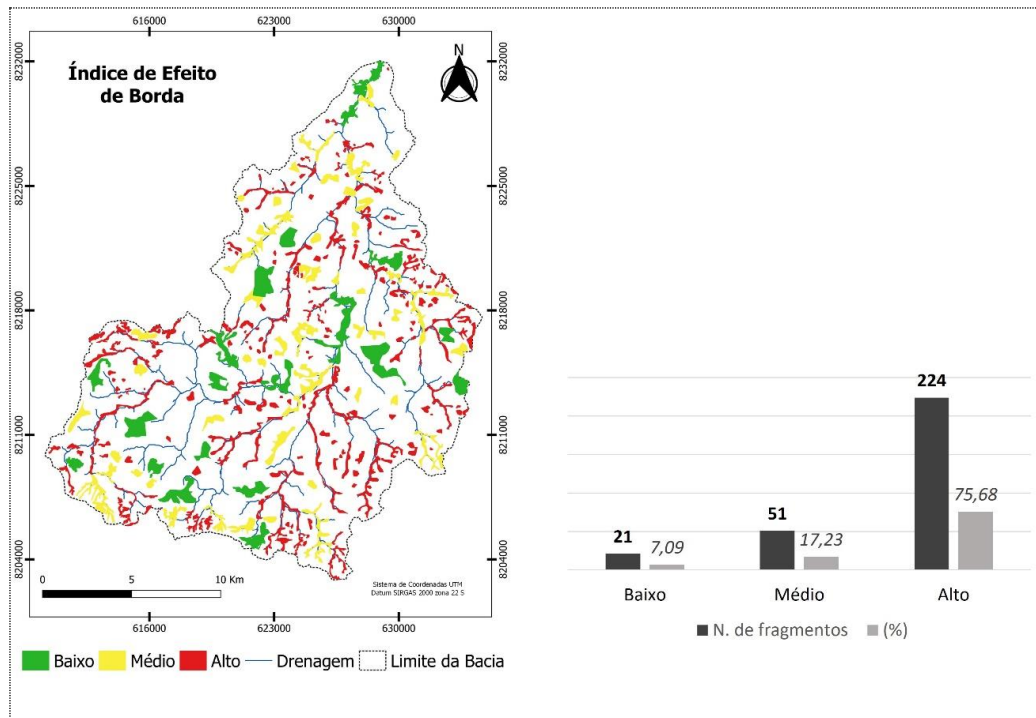 616000 623000 630000
Índice de Efeito
de Borda
N
8232000 8232000
8225000 8225000
8218000 8218000
8211000 8211000
8204000 8204000
0 5 10 Km
Sistema de Coordenadas UTM
Datum SIRGAS 2000 zona 22 S
616000 623000 630000
Baixo Médio Alto Drenagem Limite da Bacia
224
75,68
51
17,23
21
7,09
Baixo Médio Alto
N. de fragmentos (%)